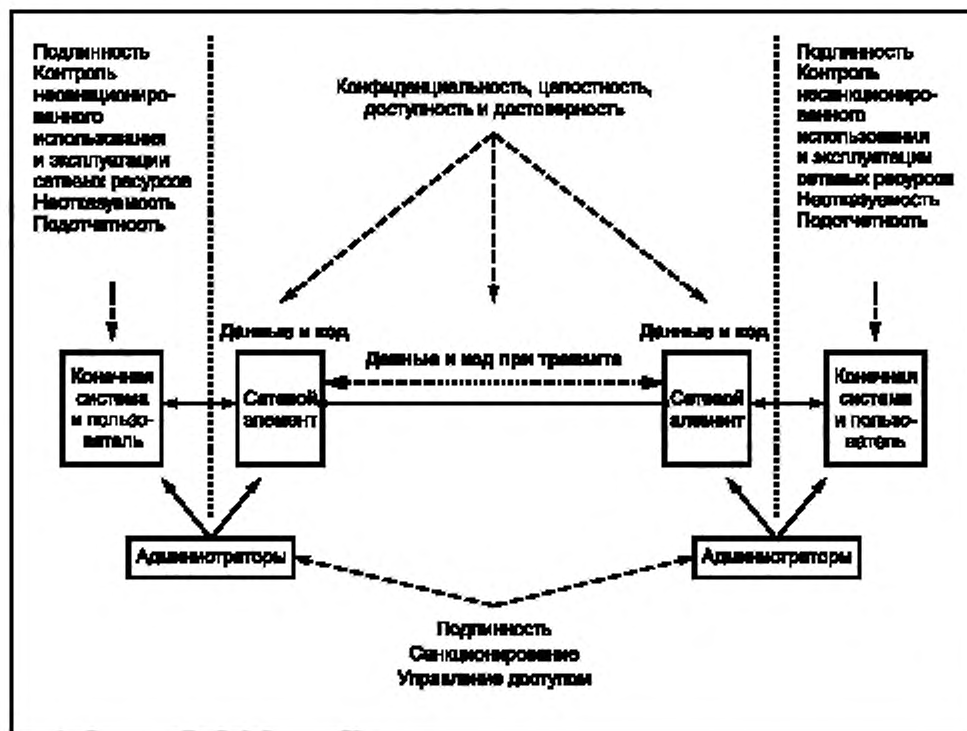 Подлинность
Контроль
несанкциониро-
ванного
использования
и эксплуатации
сетевых ресурсов
Неотказуемость
Подотчетность
Конфиденциальность, целостность,
доступность и достоверность
Подлинность
Контроль
несанкциониро-
ванного
использования
и эксплуатации
сетевых ресурсов
Неотказуемость
Подотчетность
Данные и код
Данные и код при транзите
Данные и код
Конечная
система
и пользо-
ватель
Сетевой
элемент
Сетевой
элемент
Конечная
система
и пользо-
ватель
Администраторы
Администраторы
Подлинность
Санкционирование
Управление доступом